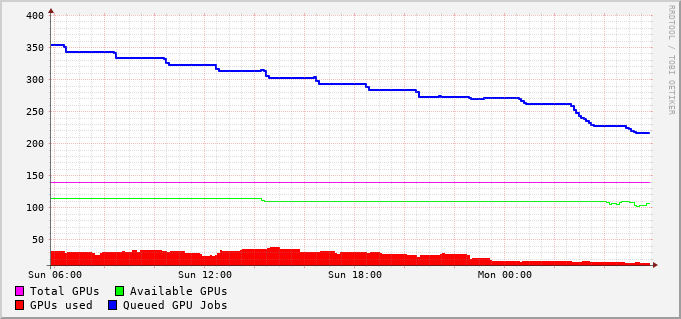 400
350
300
250
200
150
100
50
Sun 06:00 Sun 12:00 Sun 18:00 Mon 00:00
Total GPUs Available GPUs
GPUs used Queued GPU Jobs
RRDTOOL / TOBI OETIKER